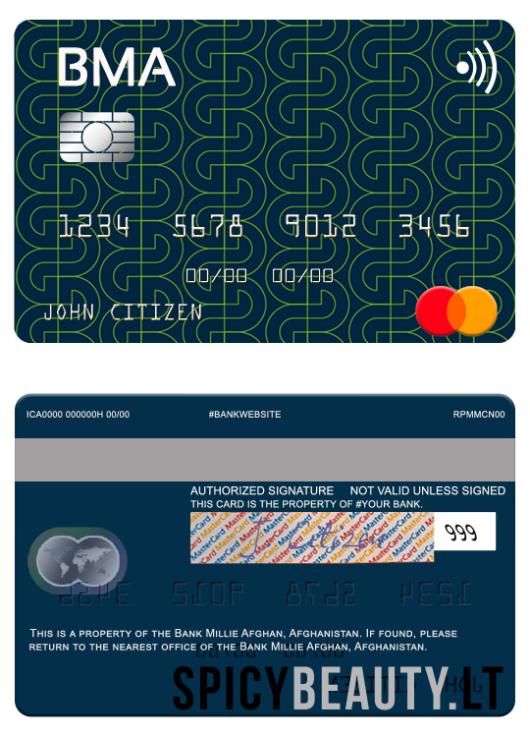 BMA
1234 5678 9012 3456
00/00 00/00
JOHN CITIZEN
ICA0000 000000H 00/00 #BANKWEBSITE RPMMCN00
AUTHORIZED SIGNATURE NOT VALID UNLESS SIGNED
THIS CARD IS THE PROPERTY OF #YOUR BANK.
999
THIS IS A PROPERTY OF THE BANK MILLIE AFGHAN, AFGHANISTAN. IF FOUND, PLEASE
RETURN TO THE NEAREST OFFICE OF THE BANK MILLIE AFGHAN, AFGHANISTAN.
SPICYBEAUTY.LT